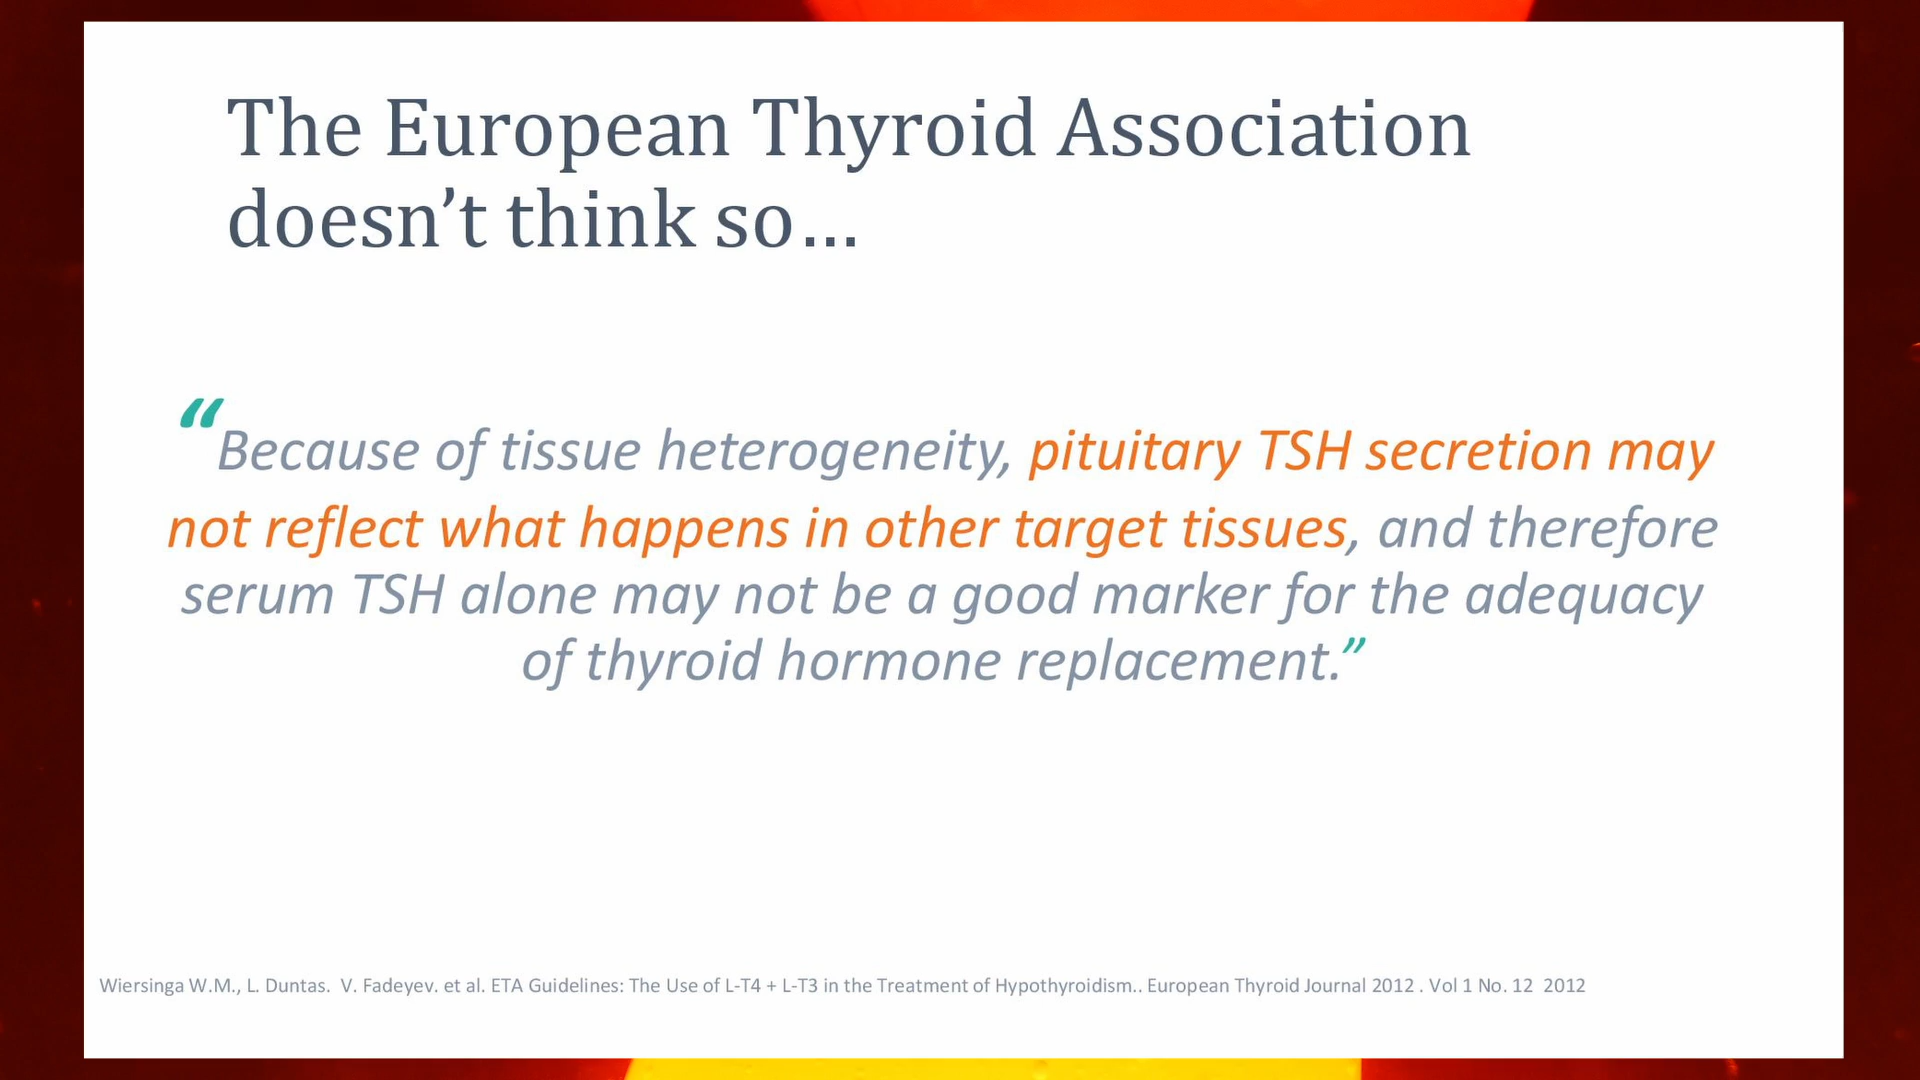 The European Thyroid Association
doesn’t think so...
“Because of tissue heterogeneity, pituitary TSH secretion may
not reflect what happens in other target tissues, and therefore
serum TSH alone may not be a good marker for the adequacy
of thyroid hormone replacement.”
Wiersinga W.M., L. Duntas. V. Fadeyev. et al. ETA Guidelines: The Use of L-T4 + L-T3 in the Treatment of Hypothyroidism.. European Thyroid Journal 2012 . Vol 1 No. 12 2012